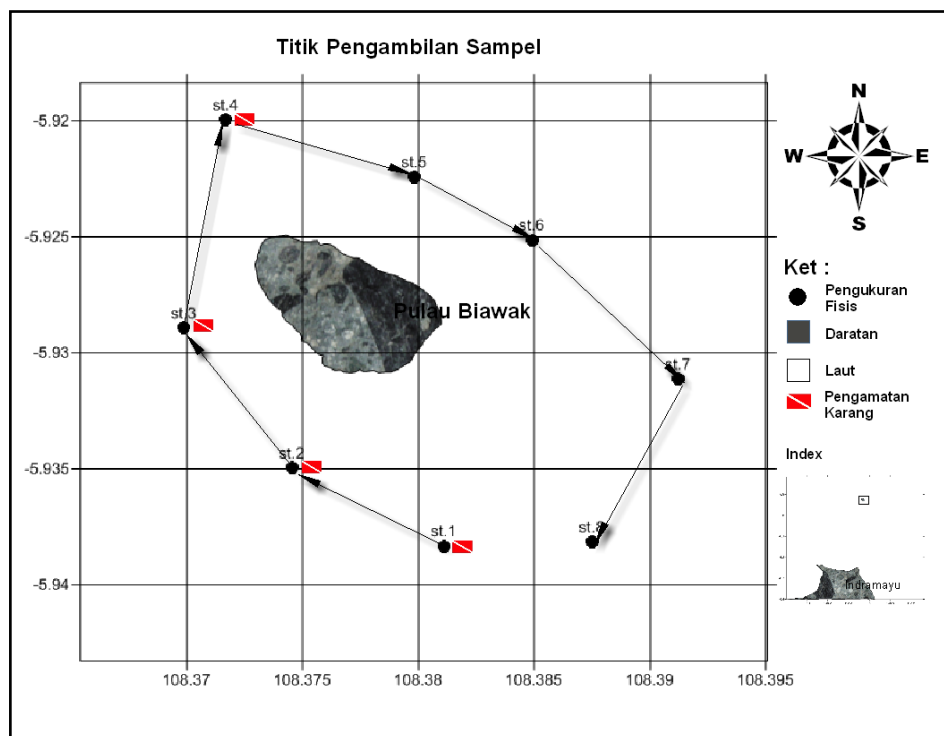 Titik Pengambilan Sampel
st.4
-5.92
st.5
N
W
E
S
st.6
-5.925
Ket :
Pengukuran
Fisis
Pulau Biawak
st.3
Daratan
-5.93
st.7
Laut
Pengamatan
Karang
st.2
Index
-5.935
st.1
st.8
-5.94
Indramayu
108.37
108.375
108.38
108.385
108.39
108.395